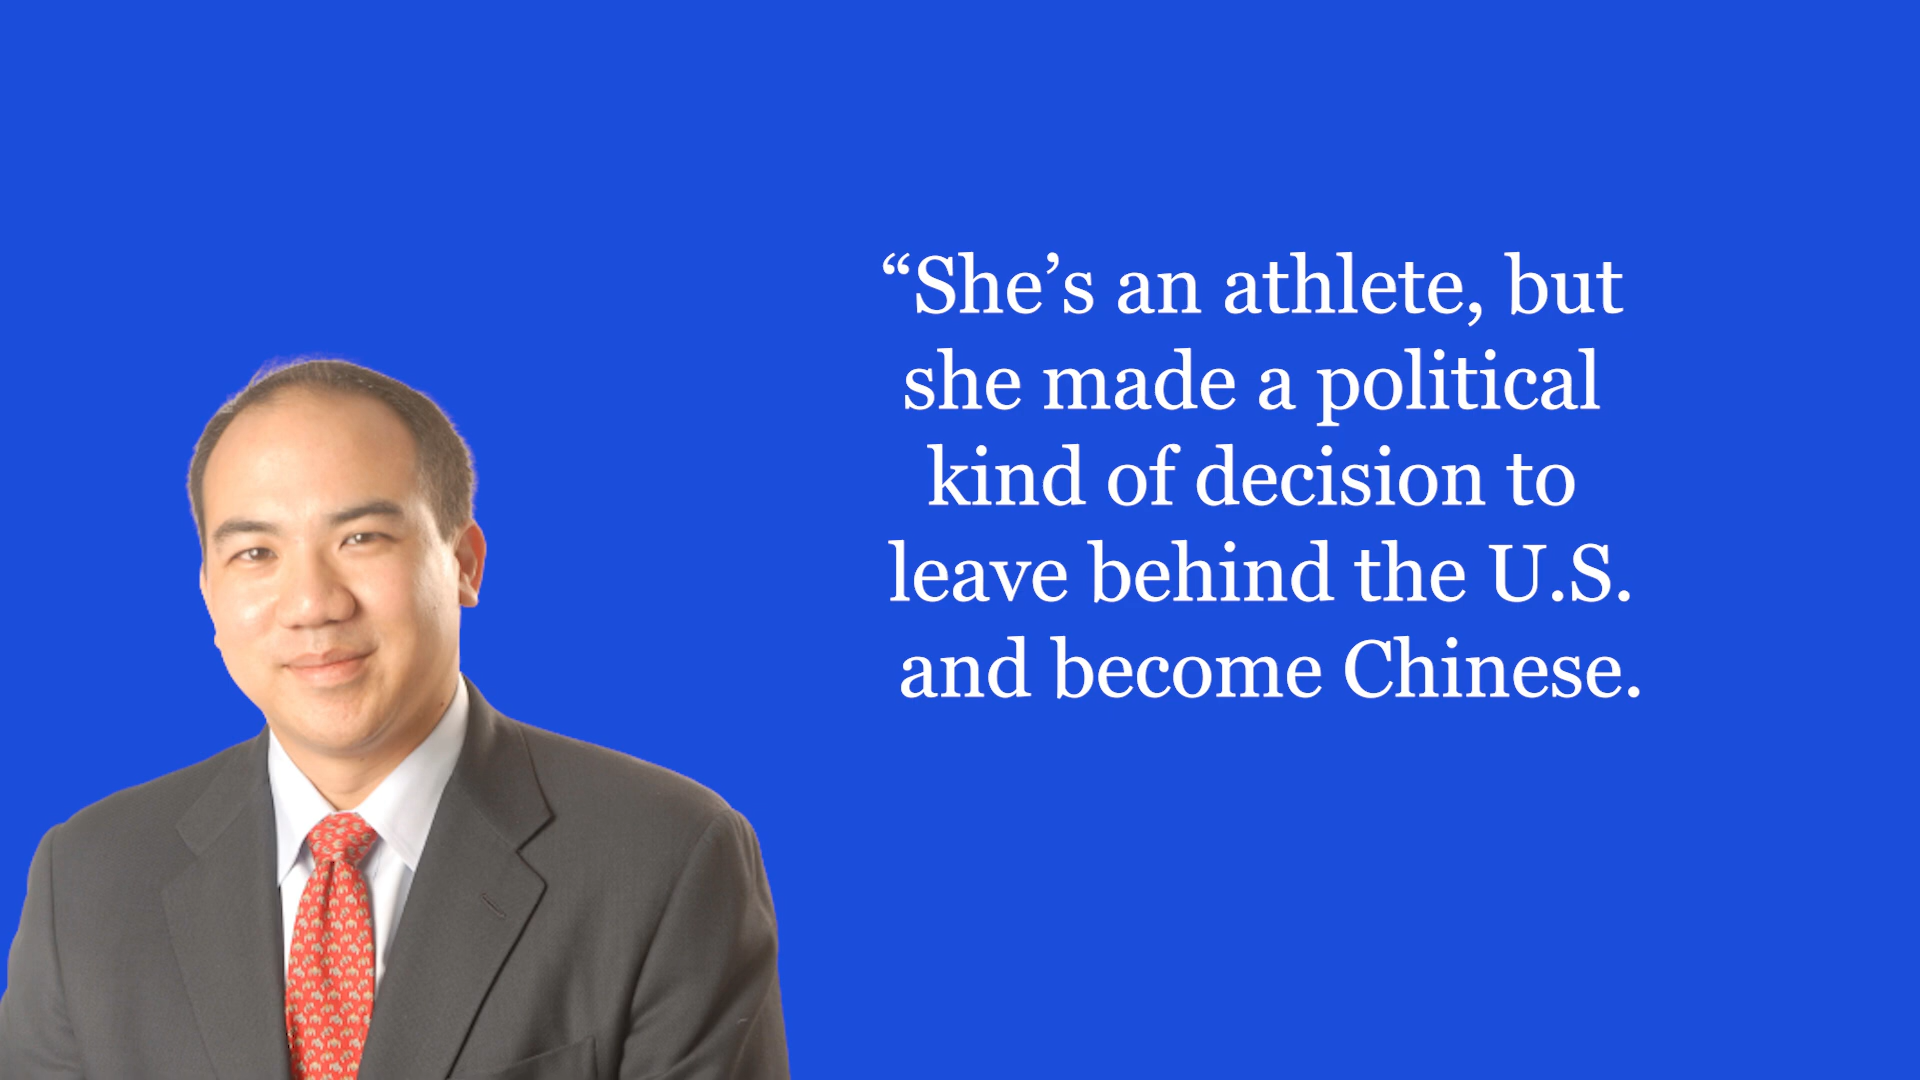 “She’s an athlete, but
she made a political
kind of decision to
leave behind the U.S.
and become Chinese.